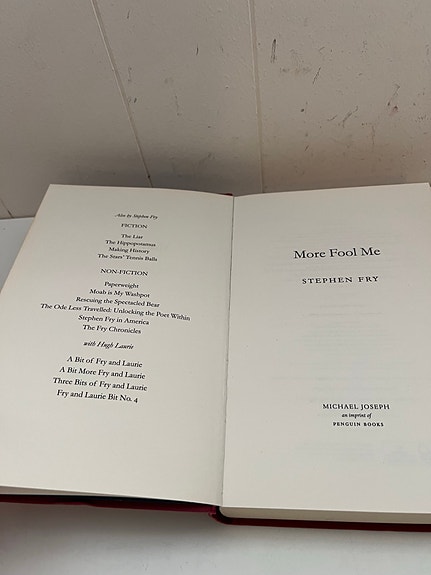 Also by Stephen Fry
FICTION
The Liar
The Hippopotamus
Making History
The Stars' Tennis Balls
NON-FICTION
Paperweight
Moab is My Washpot
Rescuing the Spectacled Bear
The Ode Less Travelled: Unlocking the Poet Within
Stephen Fry in America
The Fry Chronicles
with Hugh Laurie
A Bit of Fry and Laurie
A Bit More Fry and Laurie
Three Bits of Fry and Laurie
Fry and Laurie Bit No. 4
More Fool Me
STEPHEN FRY
MICHAEL JOSEPH
an imprint of
PENGUIN BOOKS